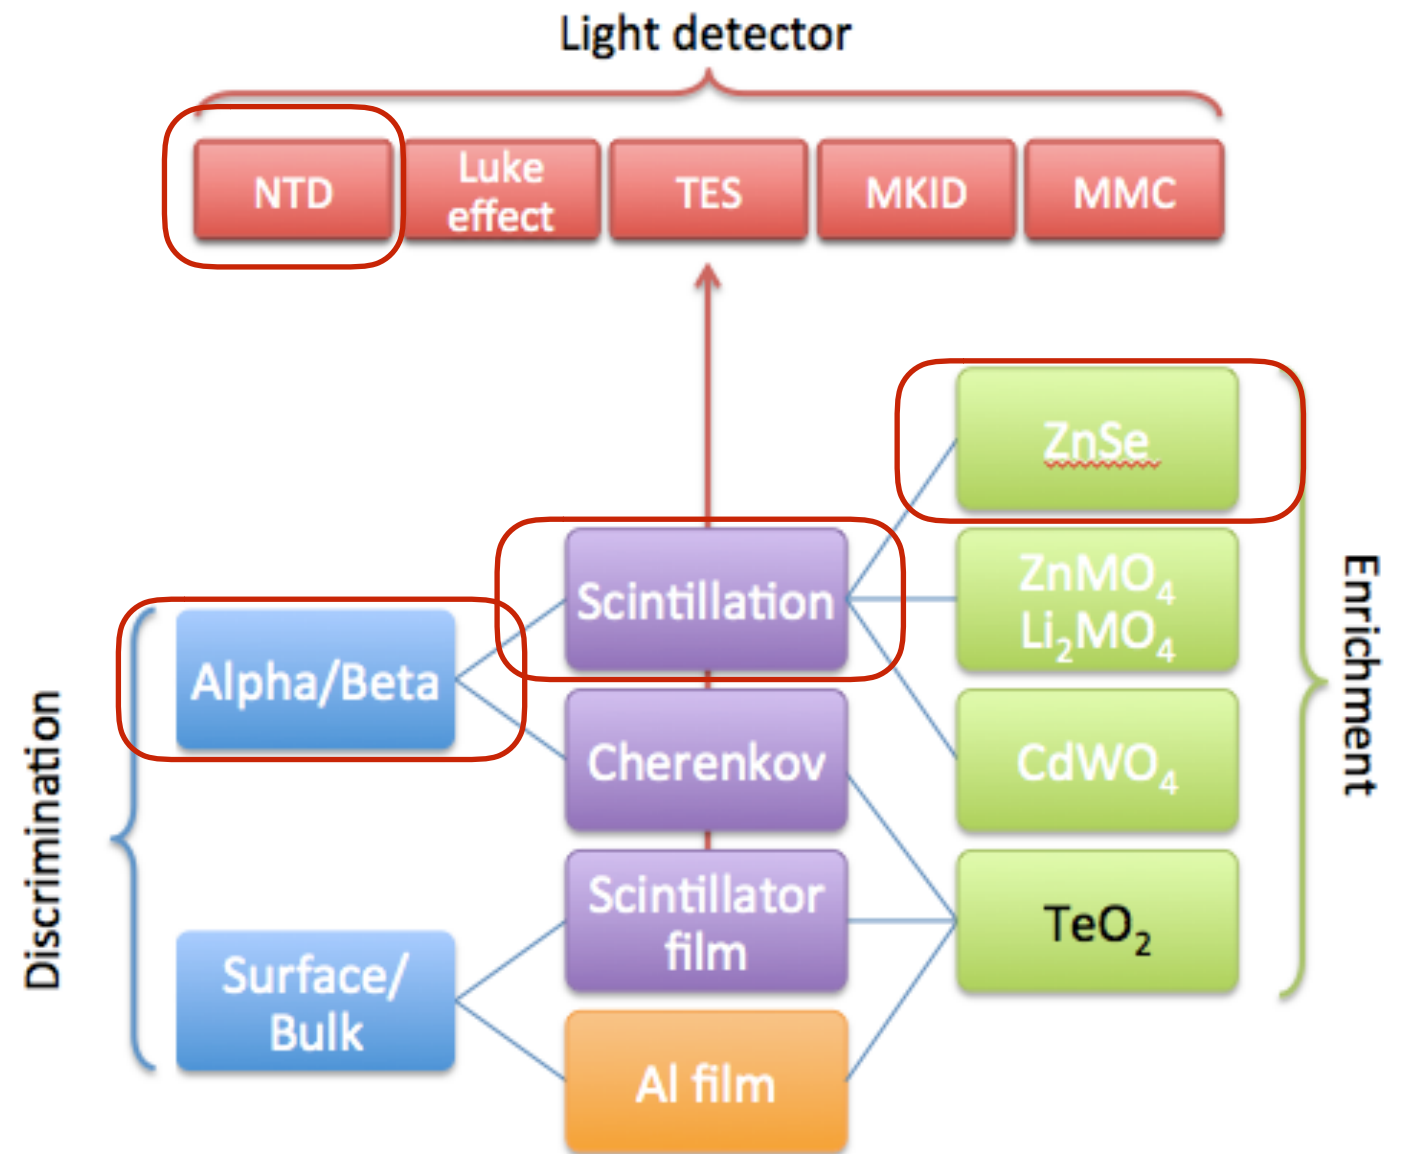 Light detector
NTD
Luke
effect
TES
MKID
MMC
ZnSe
Scintillation
ZnMO₄
Li₂MO₄
Alpha/Beta
Cherenkov
CdWO₄
Discrimination
Enrichment
Scintillator
film
TeO₂
Surface/
Bulk
Al film